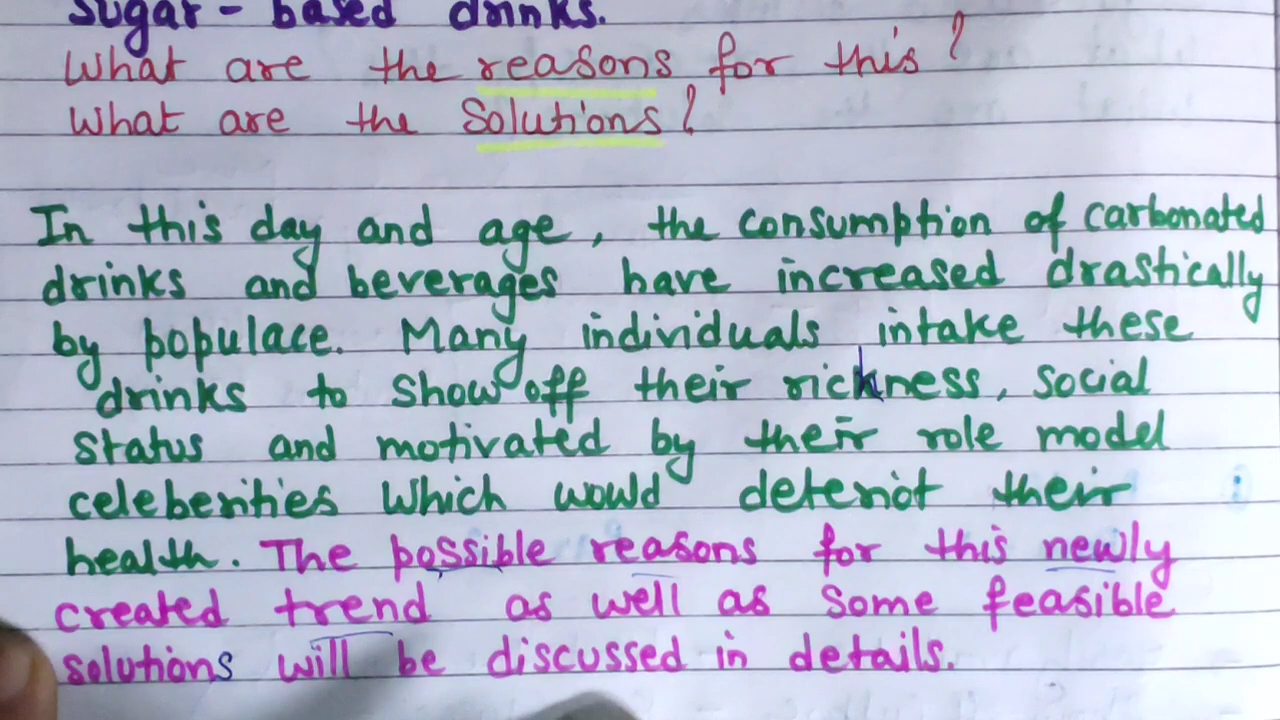 sugar - based drinks.
What are the reasons for this?
What are the Solutions?
In this day and age, the consumption of carbonated
drinks and beverages have increased drastically
by populace. Many individuals intake these
drinks to show off their rickness, social
status and motivated by their role model
celeberities which would deteriot their
health. The possible reasons for this newly
created trend as well as some feasible
solutions will be discussed in details.